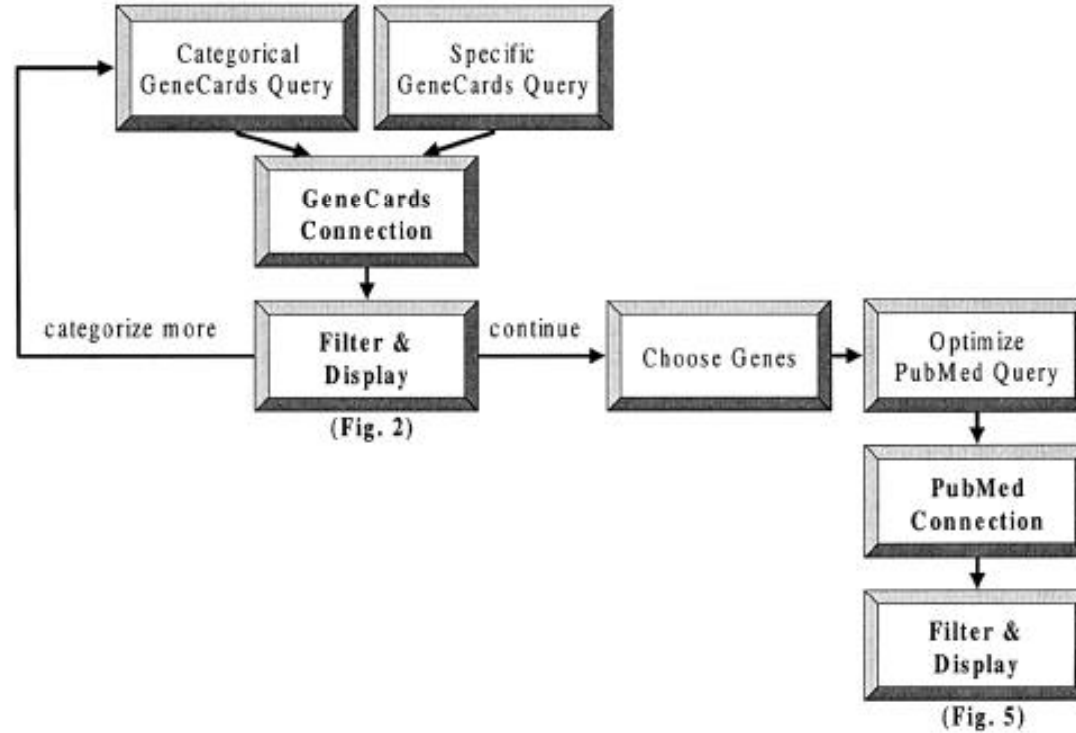 Categorical
GeneCards Query
Specific
GeneCards Query
GeneCards
Connection
categorize more
Filter &
Display
(Fig. 2)
continue
Choose Genes
Optimize
PubMed Query
PubMed
Connection
Filter &
Display
(Fig. 5)